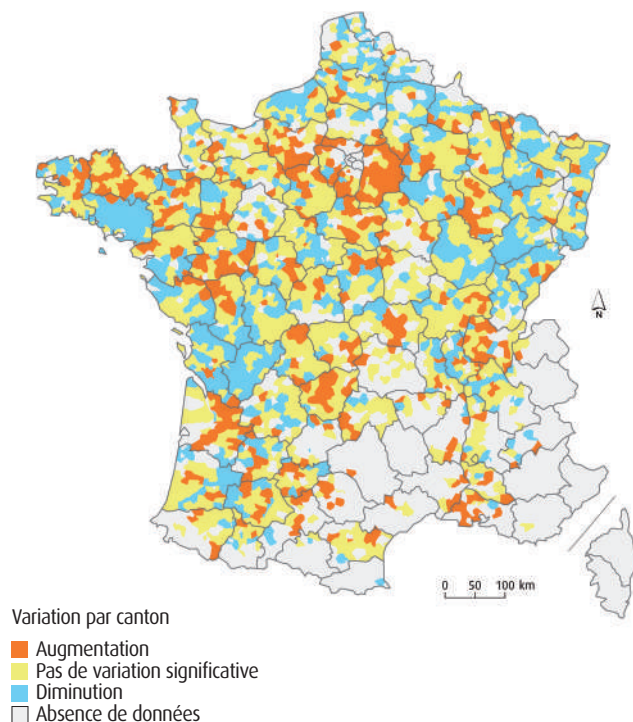 N
0 50 100 km
Variation par canton
Augmentation
Pas de variation significative
Diminution
Absence de données